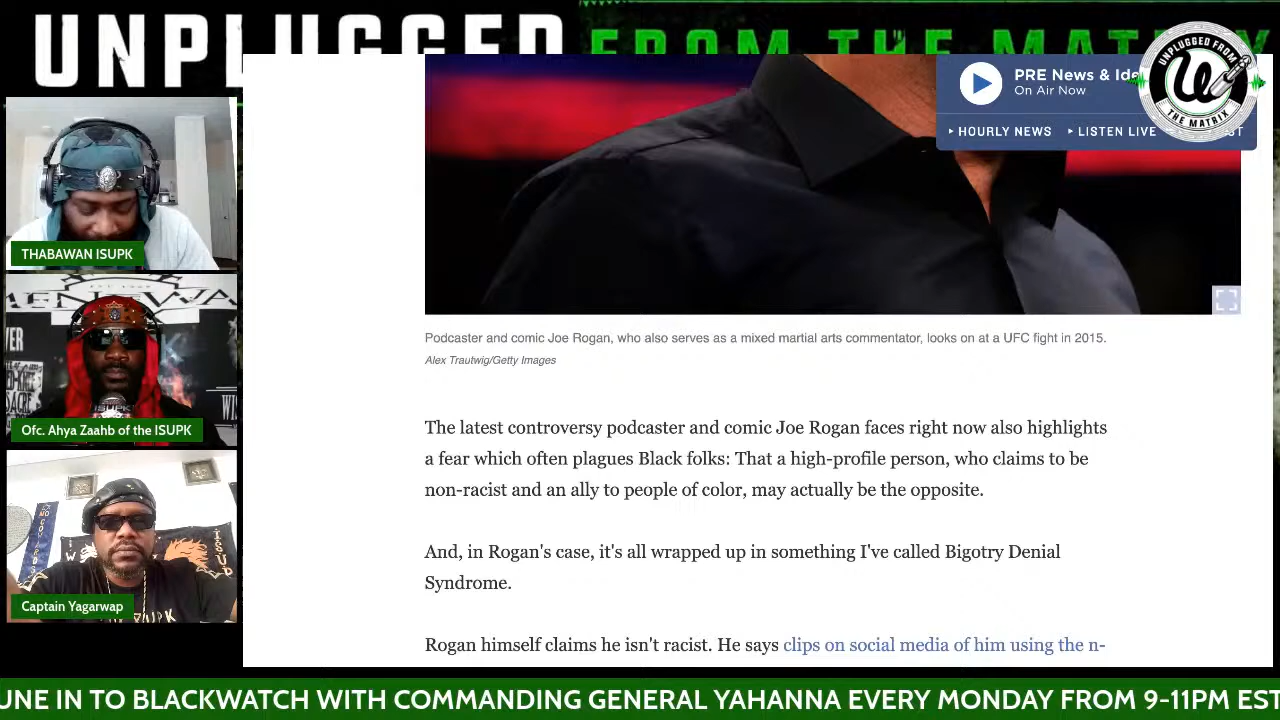 UNPLUGGED FROM THE MATRIX
PRE News & Ide
On Air Now
HOURLY NEWS
LISTEN LIVE
UNPLUGGED FROM
THE MATRIX
THABAWAN ISUPK
ISUPK
Ofc. Ahya Zaahb of the ISUPK
Captain Yagarwap
Podcaster and comic Joe Rogan, who also serves as a mixed martial arts commentator, looks on at a UFC fight in 2015.
Alex Trautwig/Getty Images
The latest controversy podcaster and comic Joe Rogan faces right now also highlights
a fear which often plagues Black folks: That a high-profile person, who claims to be
non-racist and an ally to people of color, may actually be the opposite.
And, in Rogan's case, it's all wrapped up in something I've called Bigotry Denial
Syndrome.
Rogan himself claims he isn't racist. He says clips on social media of him using the n-
UNE IN TO BLACKWATCH WITH COMMANDING GENERAL YAHANNA EVERY MONDAY FROM 9-11PM EST